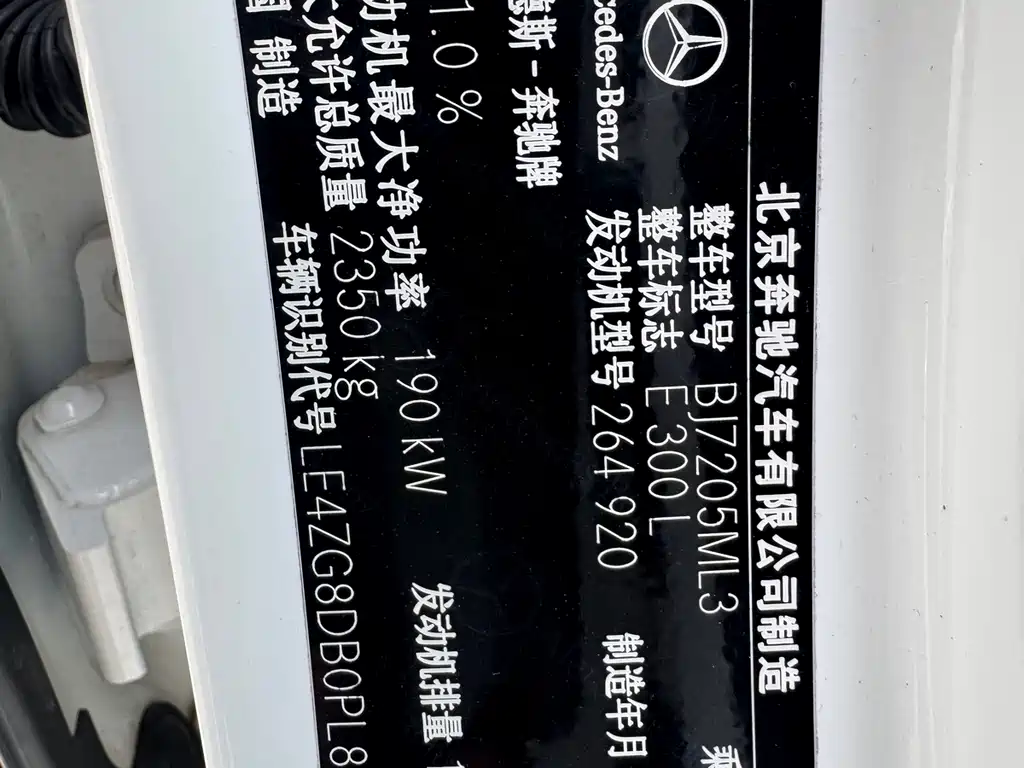 北京奔驰汽车有限公司制造
整车型号 BJ7205ML3
cedes-Benz 整车标志 E 300 L
发动机型号 264 920 制造年月
德斯-奔驰牌
1.0 %
动机最大净功率 190 kW 发动机排量
允许总质量 2350 kg
制造 车辆识别代号 LE4ZG8DB0PL8